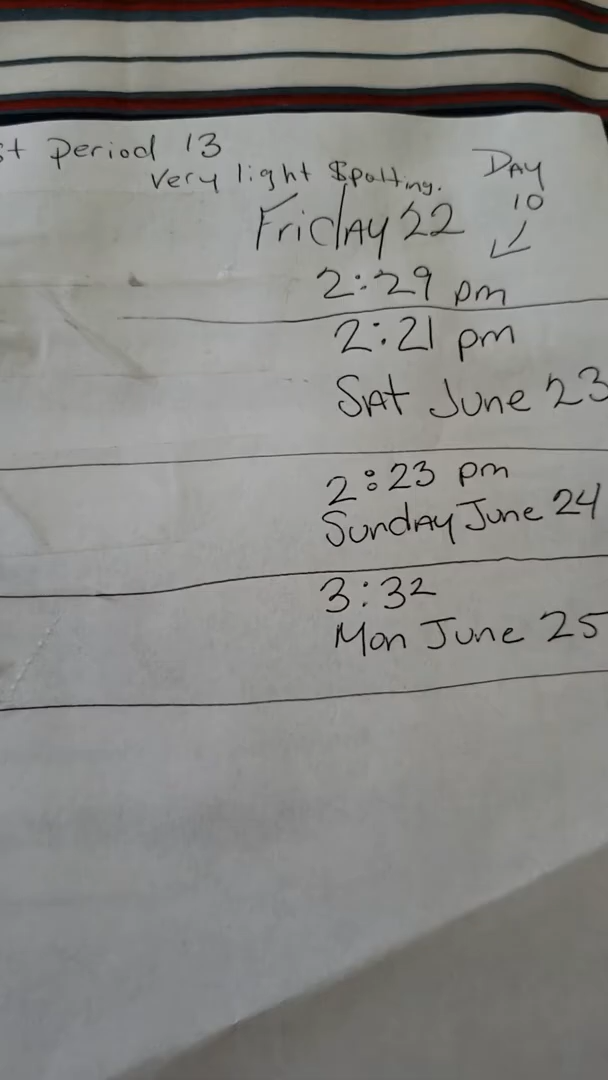 st period 13
very light spotting.
DAY
10
Friday 22
2:29 pm
2:21 pm
SAt June 23
2:23 pm
SundAy June 24
3:32
Mon June 25